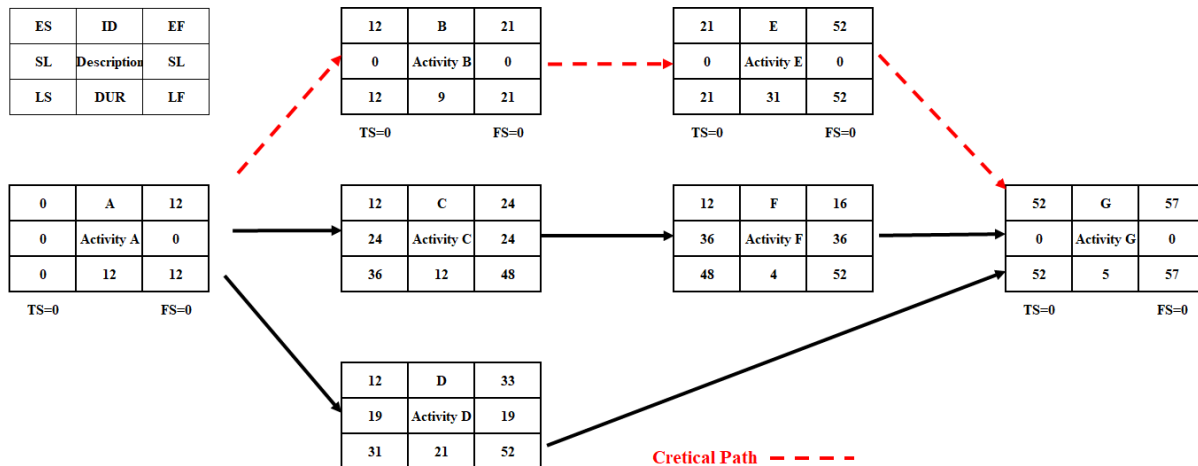 ES ID EF
SL Description SL
LS DUR LF
12 B 21
0 Activity B 0
12 9 21
TS=0 FS=0
21 E 52
0 Activity E 0
21 31 52
TS=0 FS=0
0 A 12
0 Activity A 0
0 12 12
TS=0 FS=0
12 C 24
24 Activity C 24
36 12 48
12 F 16
36 Activity F 36
48 4 52
52 G 57
0 Activity G 0
52 5 57
TS=0 FS=0
12 D 33
19 Activity D 19
31 21 52
Cretical Path